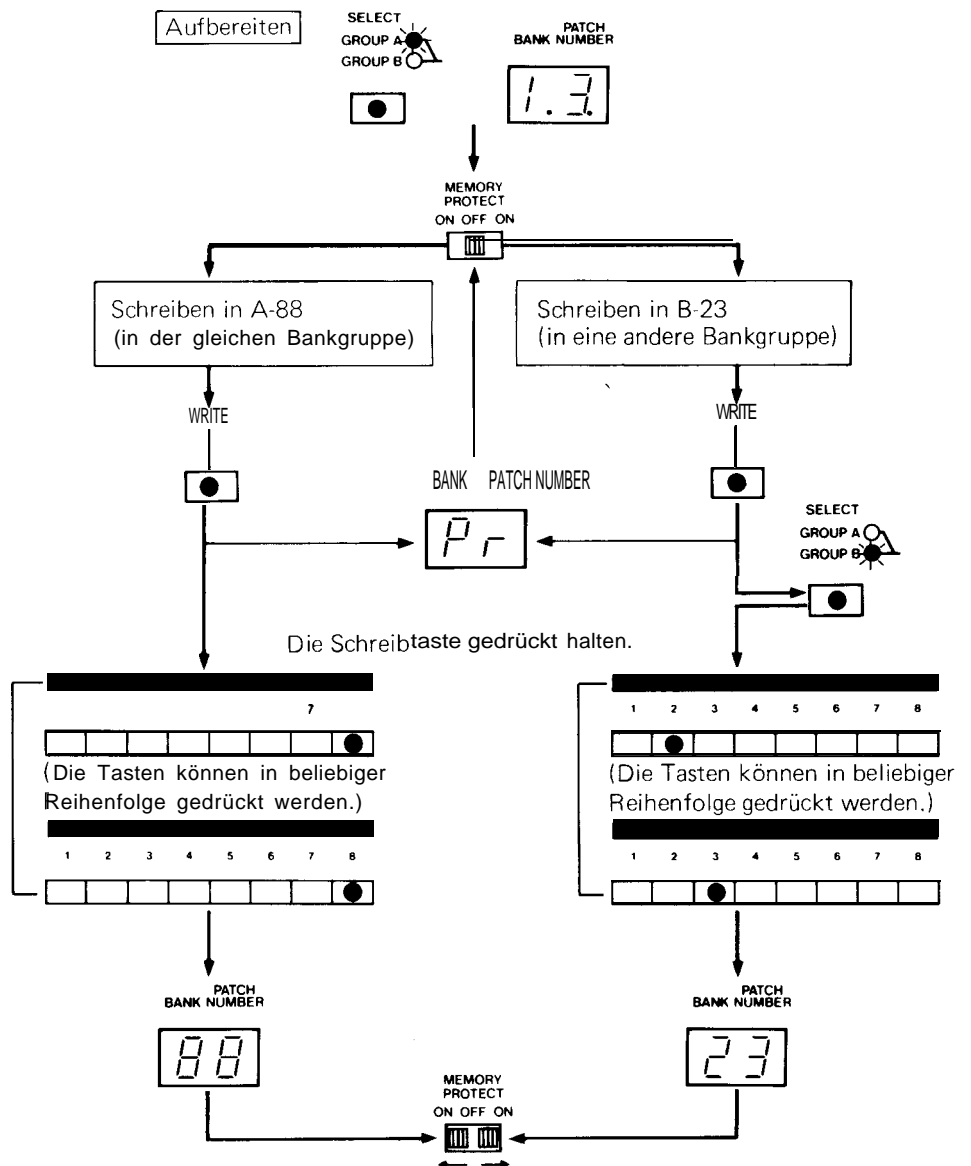 Aufbereiten
SELECT
GROUP A
GROUP B
PATCH
BANK NUMBER
1.3.
MEMORY
PROTECT
ON OFF ON
Schreiben in A-88
(in der gleichen Bankgruppe)
Schreiben in B-23
(in eine andere Bankgruppe)
WRITE
WRITE
BANK PATCH NUMBER
Pr
SELECT
GROUP A
GROUP B
Die Schreibtaste gedrückt halten.
7
1 2 3 4 5 6 7 8
(Die Tasten können in beliebiger
Reihenfolge gedrückt werden.)
(Die Tasten können in beliebiger
Reihenfolge gedrückt werden.)
1 2 3 4 5 6 7 8
1 2 3 4 5 6 7 8
PATCH
BANK NUMBER
88
PATCH
BANK NUMBER
23
MEMORY
PROTECT
ON OFF ON